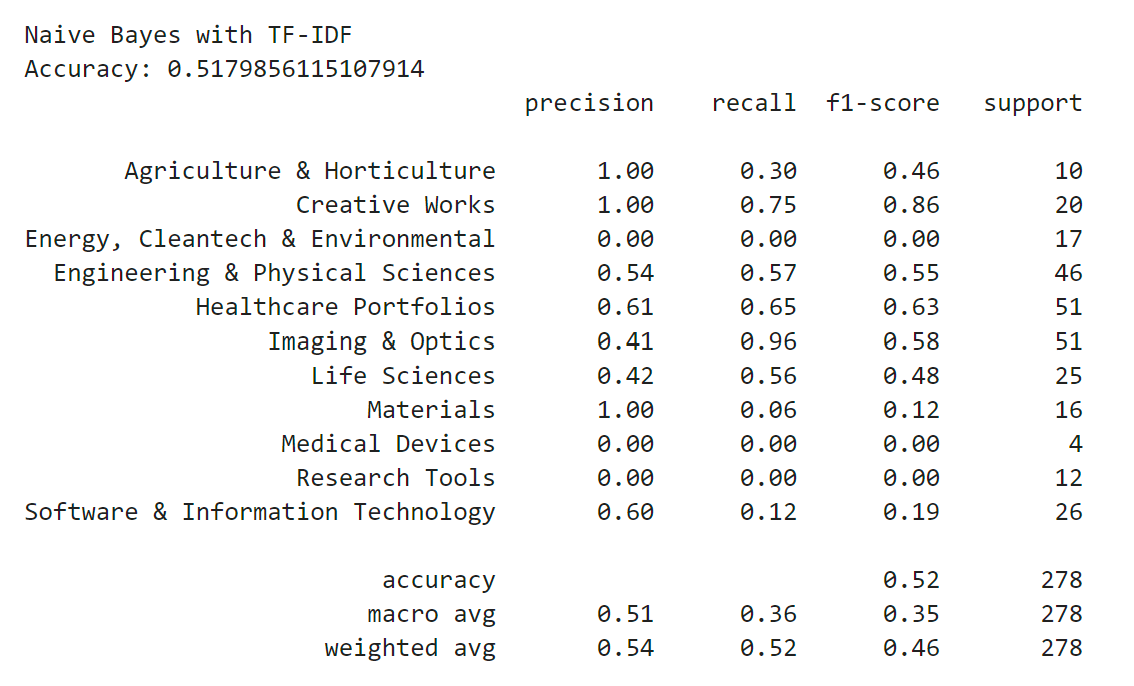 Naive Bayes with TF-IDF
Accuracy: 0.5179856115107914
precision recall f1-score support
Agriculture & Horticulture 1.00 0.30 0.46 10
Creative Works 1.00 0.75 0.86 20
Energy, Cleantech & Environmental 0.00 0.00 0.00 17
Engineering & Physical Sciences 0.54 0.57 0.55 46
Healthcare Portfolios 0.61 0.65 0.63 51
Imaging & Optics 0.41 0.96 0.58 51
Life Sciences 0.42 0.56 0.48 25
Materials 1.00 0.06 0.12 16
Medical Devices 0.00 0.00 0.00 4
Research Tools 0.00 0.00 0.00 12
Software & Information Technology 0.60 0.12 0.19 26
accuracy 0.52 278
macro avg 0.51 0.36 0.35 278
weighted avg 0.54 0.52 0.46 278